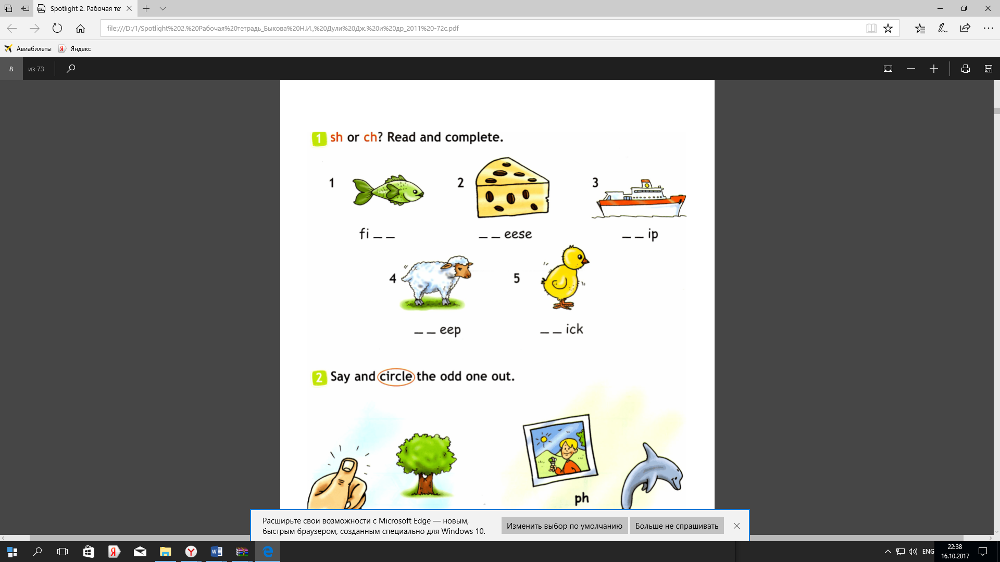 Spotlight 2. Рабочая те
file:///D:/1/Spotlight%202.%20Рабочая%20тетрадь_Быкова%20Н.И.,%20Дули%20Дж.%20и%20др_2011%20-72с.pdf
Авиабилеты Яндекс
8 из 73
1 sh or ch? Read and complete.
1 2 3
fi _ _ _ _ eese _ _ ip
4 5
_ _ eep _ _ ick
2 Say and circle the odd one out.
ph
Расширьте свои возможности с Microsoft Edge — новым,
быстрым браузером, созданным специально для Windows 10.
Изменить выбор по умолчанию Больше не спрашивать
ENG 22:38
16.10.2017